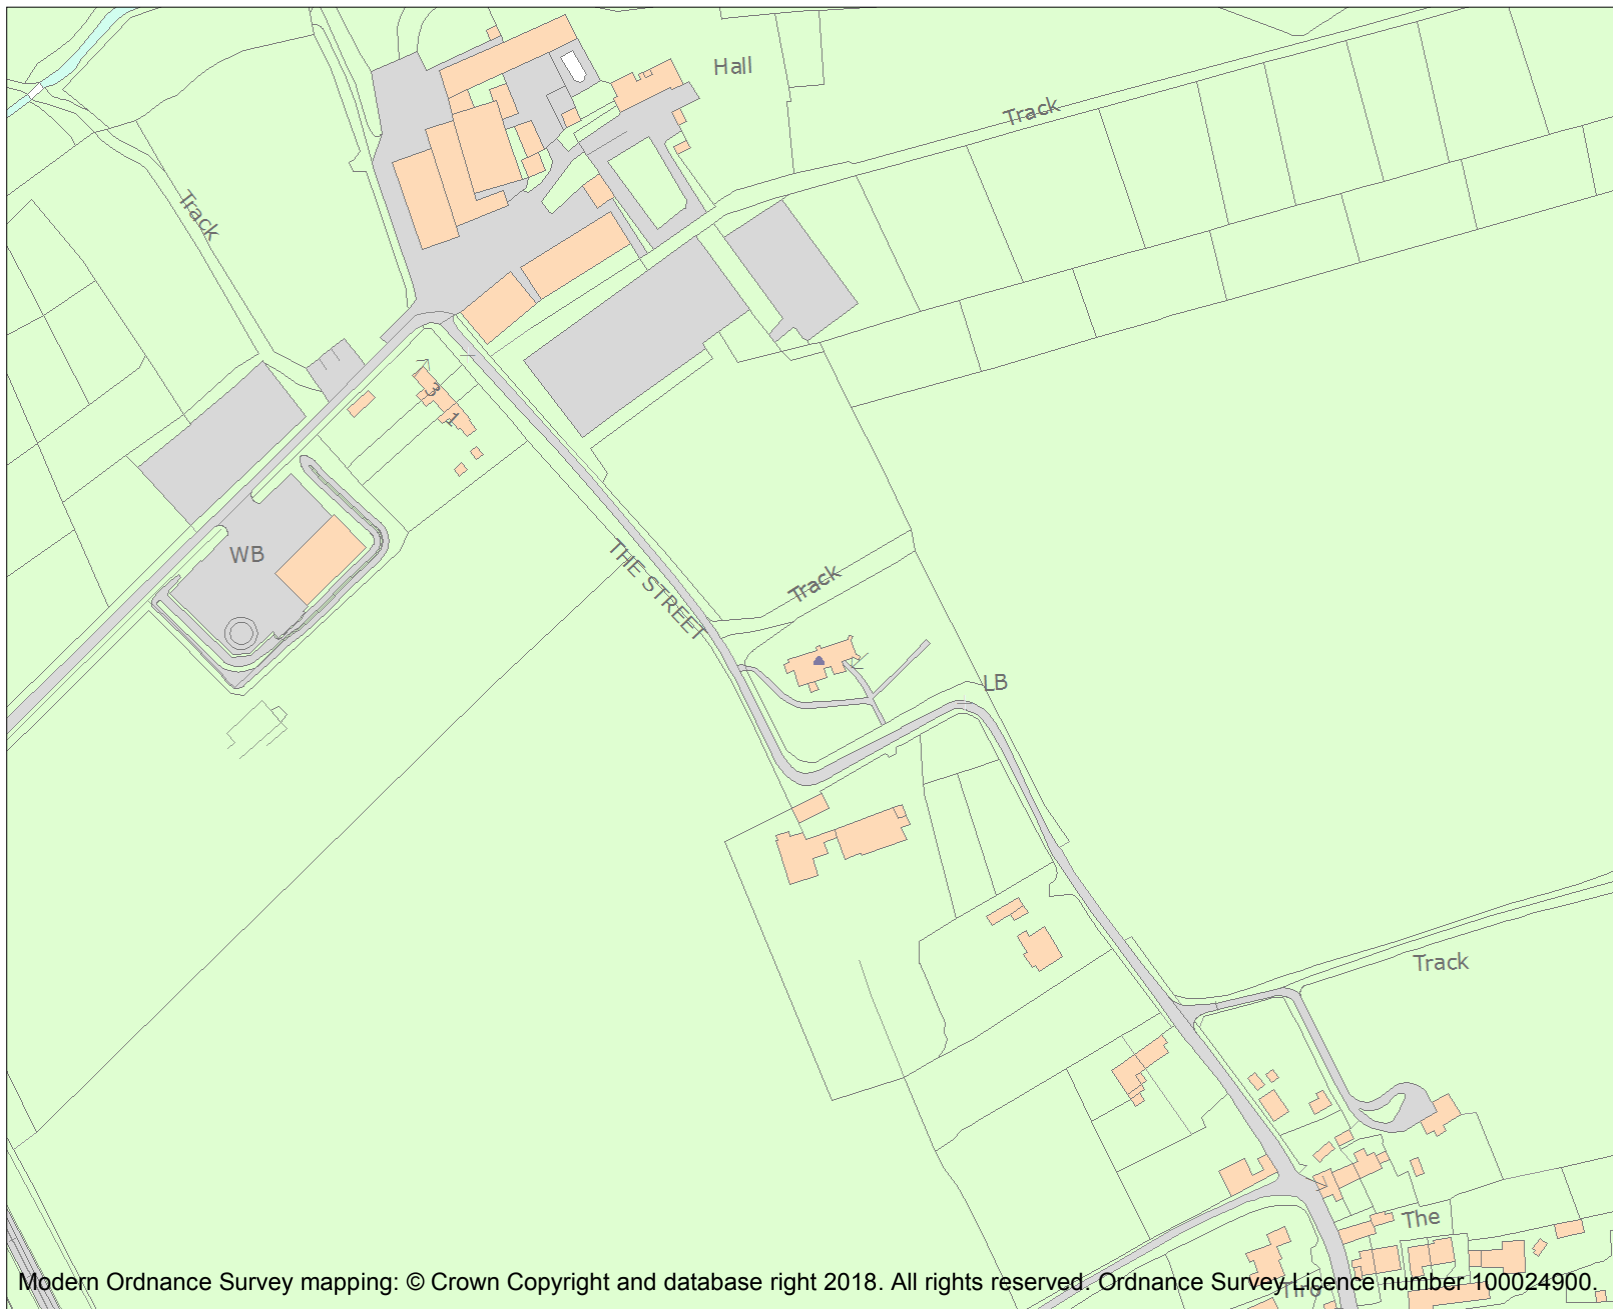 Hall
Track
Track
3
1
WB
THE STREET
Track
LB
Track
The
Modern Ordnance Survey mapping: © Crown Copyright and database right 2018. All rights reserved. Ordnance Survey Licence number 100024900.
Tiro